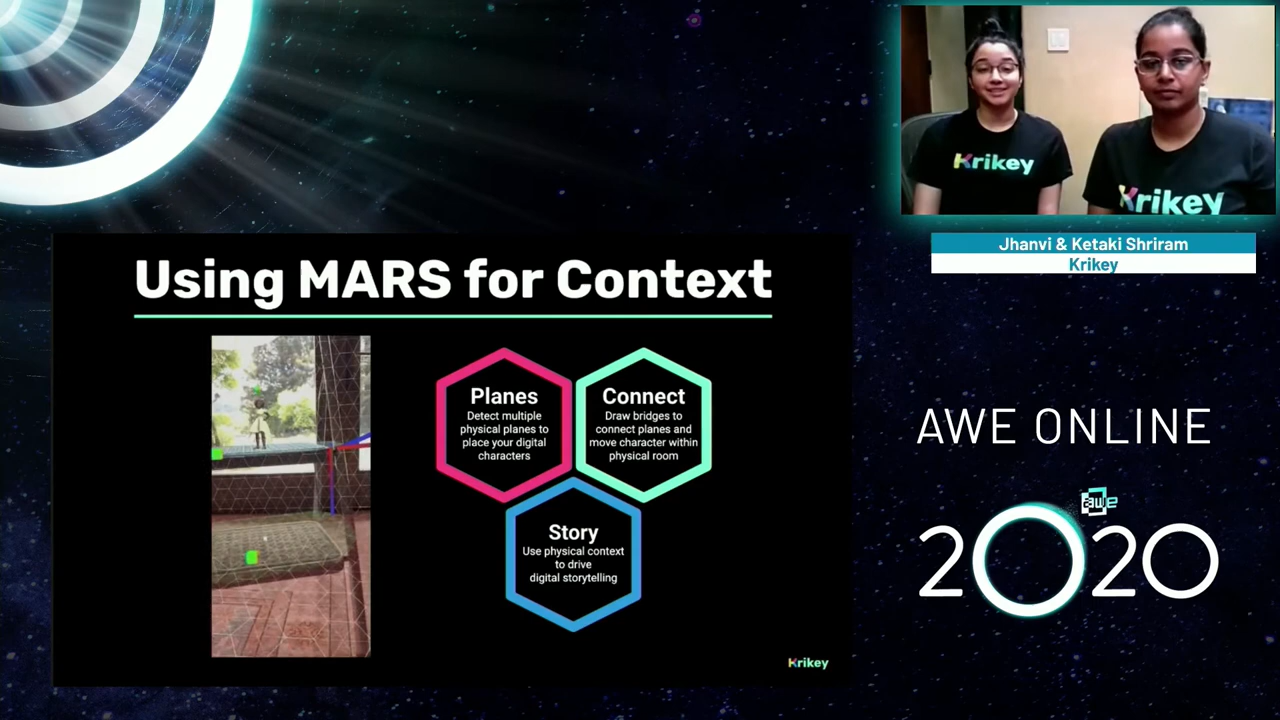 Krikey
Krikey
Jhanvi & Ketaki Shriram
Krikey
Using MARS for Context
Planes
Detect multiple
physical planes to
place your digital
characters
Connect
Draw bridges to
connect planes and
move character within
physical room
Story
Use physical context
to drive
digital storytelling
Krikey
AWE ONLINE
awe
2020